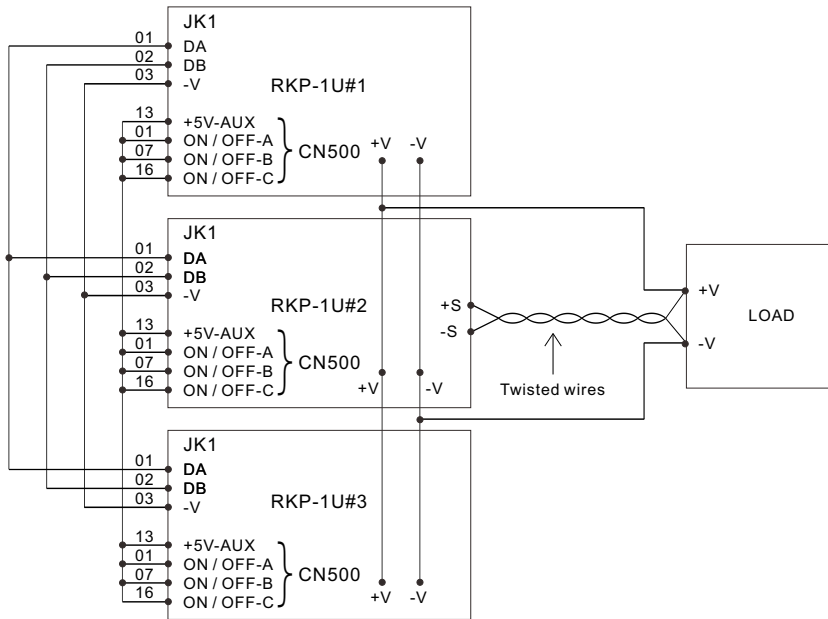 JK1
01 DA
02 DB
03 -V
RKP-1U#1
13 +5V-AUX
01 ON / OFF-A
07 ON / OFF-B
16 ON / OFF-C
CN500
+V -V
JK1
01 DA
02 DB
03 -V
RKP-1U#2
13 +5V-AUX
01 ON / OFF-A
07 ON / OFF-B
16 ON / OFF-C
CN500
+V -V
+S
-S
Twisted wires
+V
LOAD
-V
JK1
01 DA
02 DB
03 -V
RKP-1U#3
13 +5V-AUX
01 ON / OFF-A
07 ON / OFF-B
16 ON / OFF-C
CN500
+V -V